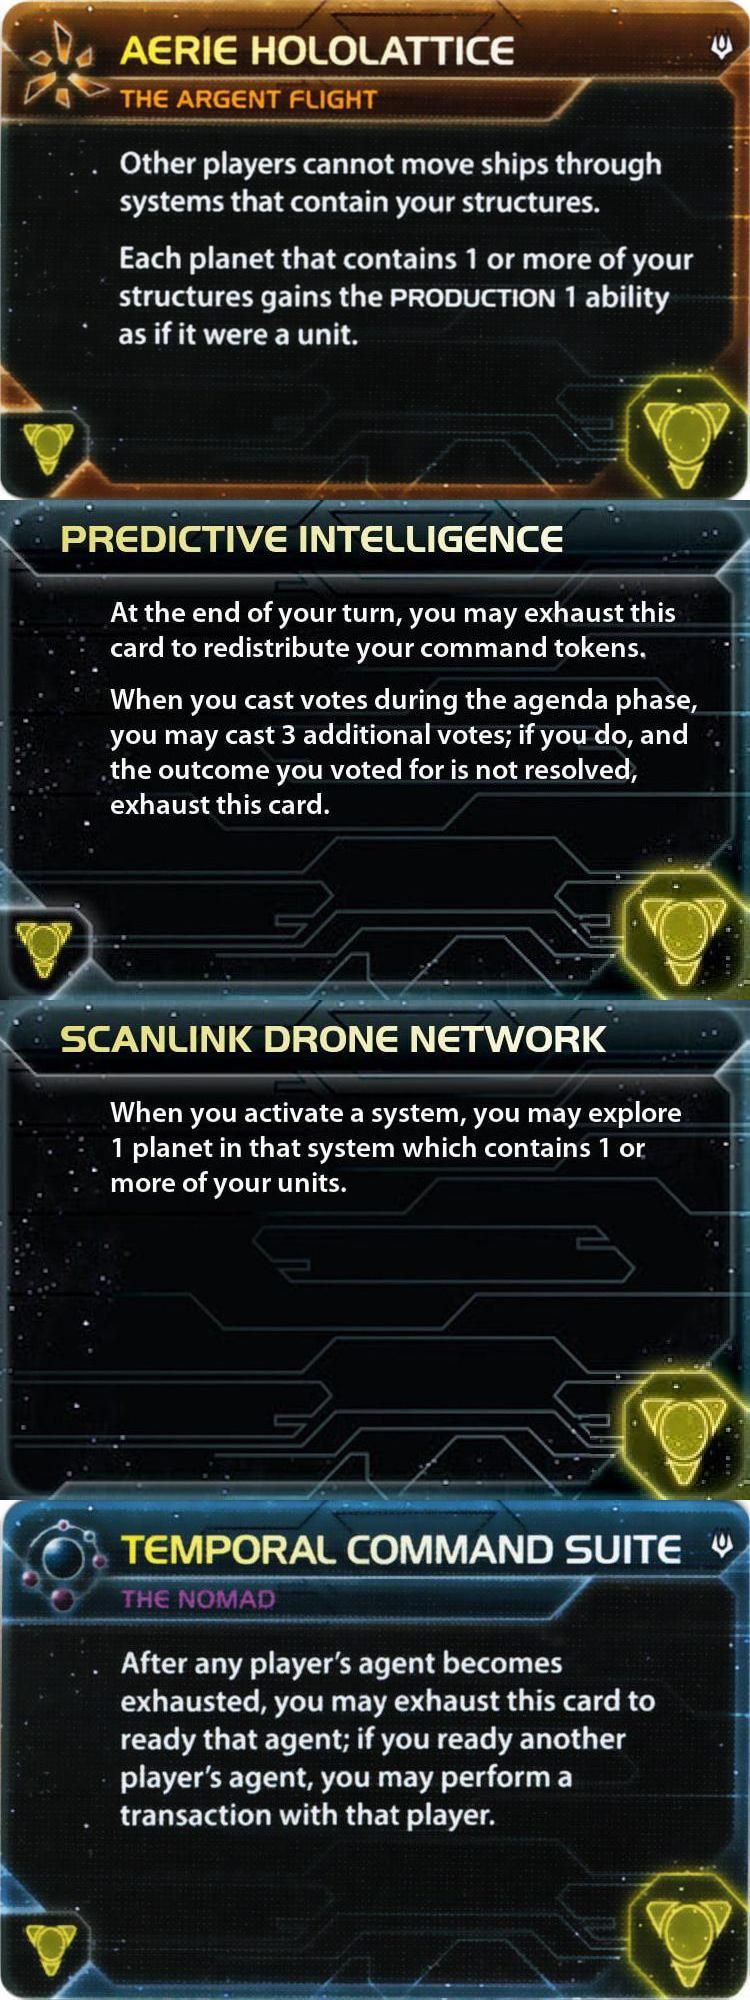 AERIE HOLOLATTICE
THE ARGENT FLIGHT
Other players cannot move ships through
systems that contain your structures.
Each planet that contains 1 or more of your
structures gains the PRODUCTION 1 ability
as if it were a unit.
PREDICTIVE INTELLIGENCE
At the end of your turn, you may exhaust this
card to redistribute your command tokens.
When you cast votes during the agenda phase,
you may cast 3 additional votes; if you do, and
the outcome you voted for is not resolved,
exhaust this card.
SCANLINK DRONE NETWORK
When you activate a system, you may explore
1 planet in that system which contains 1 or
more of your units.
TEMPORAL COMMAND SUITE
THE NOMAD
After any player's agent becomes
exhausted, you may exhaust this card to
ready that agent; if you ready another
player's agent, you may perform a
transaction with that player.